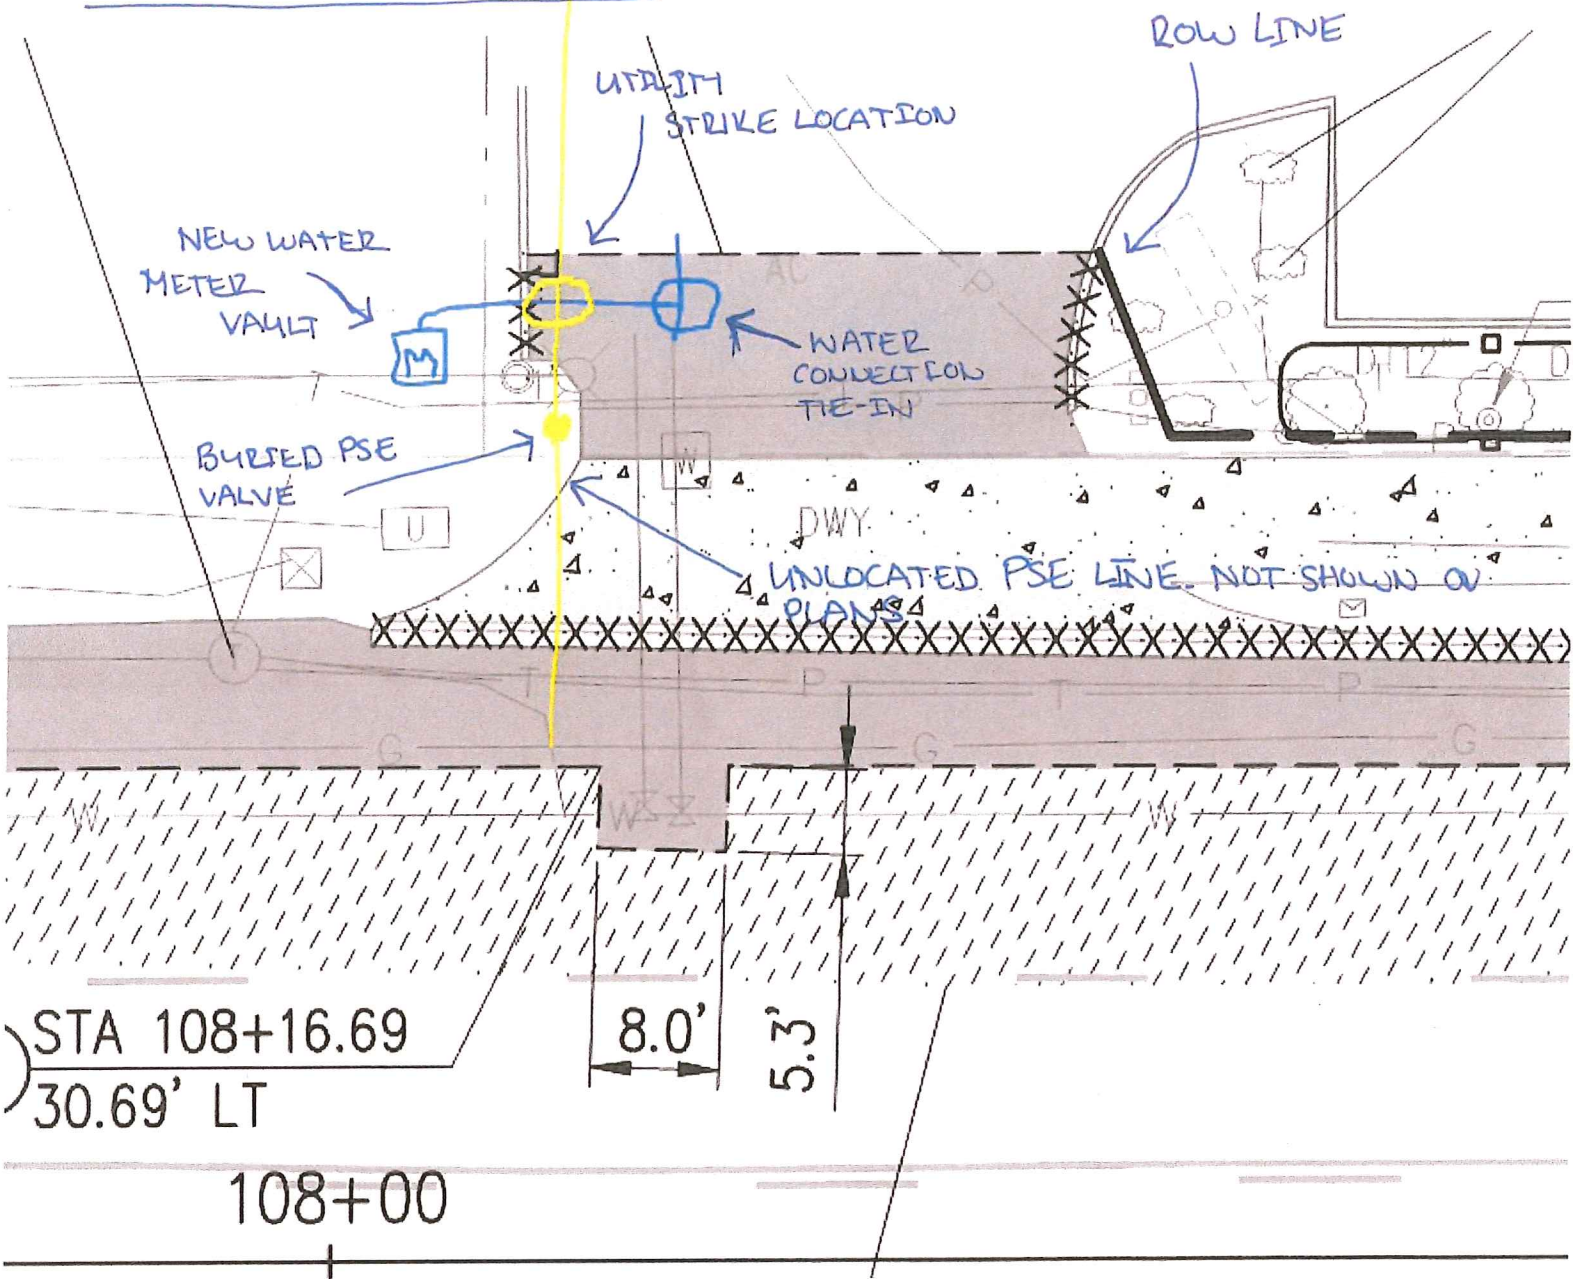 ROW LINE
UTILITY
STRIKE LOCATION
NEW WATER
METER
VAULT
AC
P
M
WATER
CONNECTION
TIE-IN
T
P
BURIED PSE
VALVE
W
U
DWY
UNLOCATED PSE LINE. NOT SHOWN ON
PLANS
T
P
T
P
G
G
G
W
W
W
STA 108+16.69
30.69' LT
8.0'
5.3'
108+00